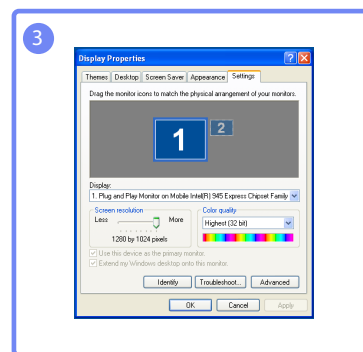 3
Display Properties
Themes Desktop Screen Saver Appearance Settings
Drag the monitor icons to match the physical arrangement of your monitors.
1 2
Display:
1. Plug and Play Monitor on Mobile Intel(R) 945 Express Chipset Family
Screen resolution
Less More
1280 by 1024 pixels
Color quality
Highest (32 bit)
Use this device as the primary monitor.
Extend my Windows desktop onto this monitor.
Identify Troubleshoot... Advanced
OK Cancel Apply